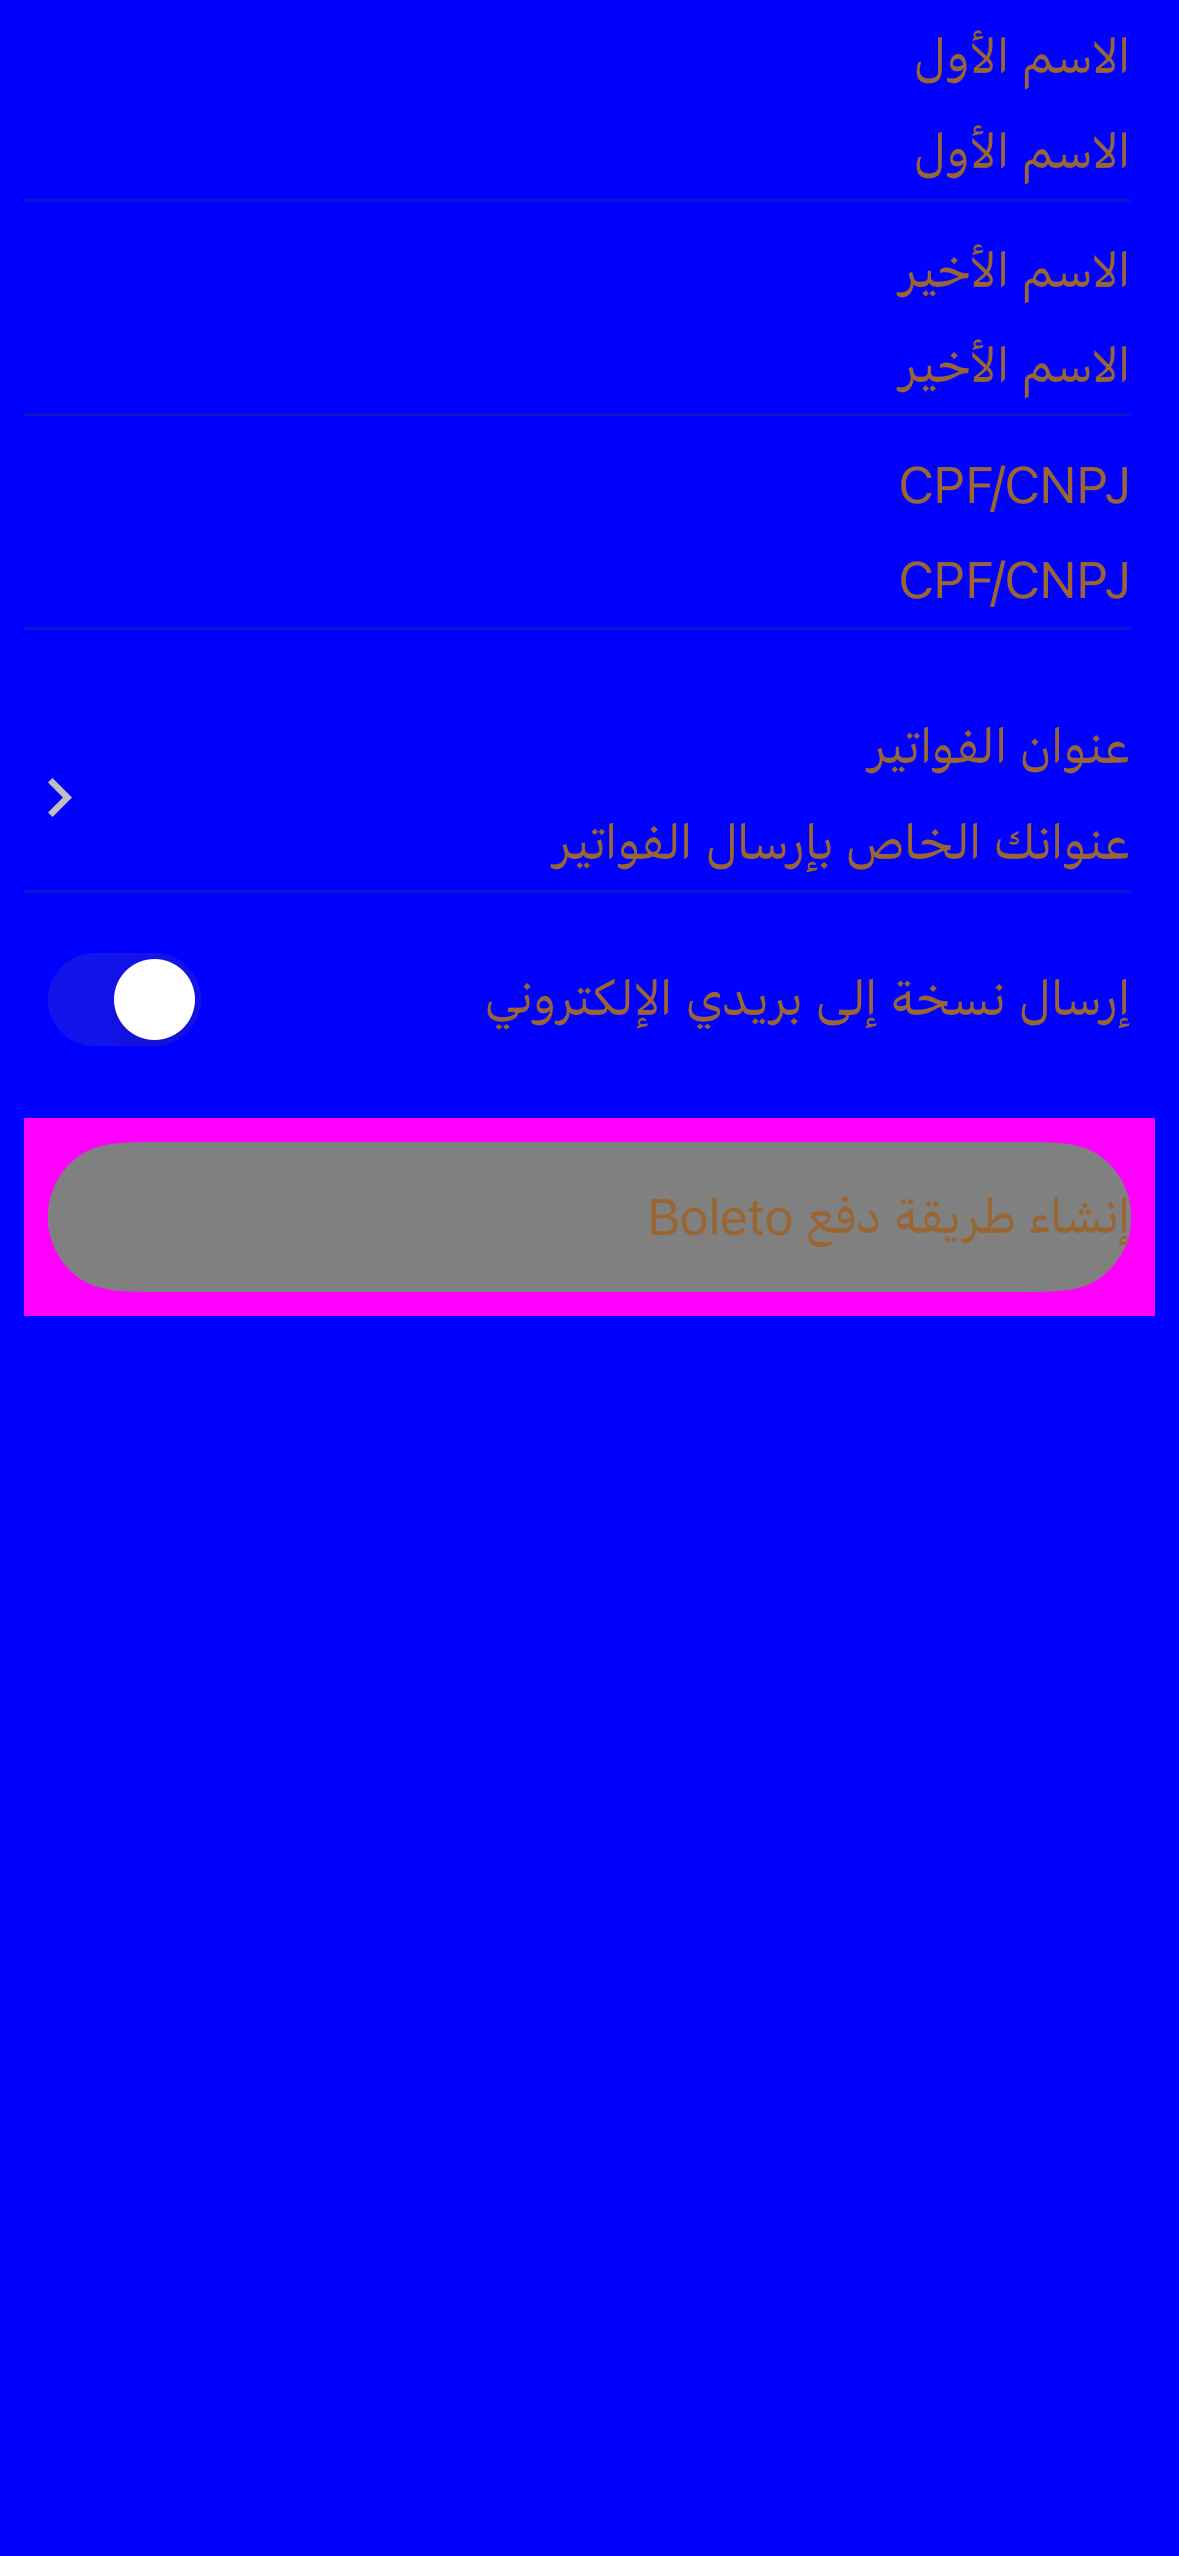 الاسم الأول
الاسم الأول
الاسم الأخير
الاسم الأخير
CPF/CNPJ
CPF/CNPJ
عنوان الفواتير
عنوانك الخاص بإرسال الفواتير
إرسال نسخة إلى بريدي الإلكتروني
إنشاء طريقة دفع Boleto